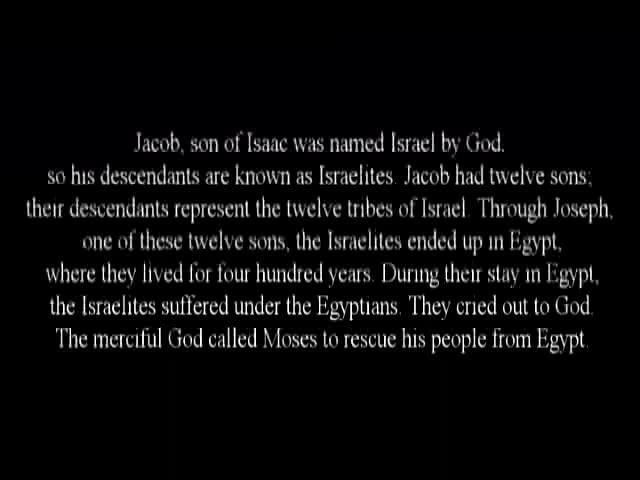 Jacob, son of Isaac was named Israel by God.
so his descendants are known as Israelites. Jacob had twelve sons;
their descendants represent the twelve tribes of Israel. Through Joseph,
one of these twelve sons, the Israelites ended up in Egypt,
where they lived for four hundred years. During their stay in Egypt,
the Israelites suffered under the Egyptians. They cried out to God.
The merciful God called Moses to rescue his people from Egypt.